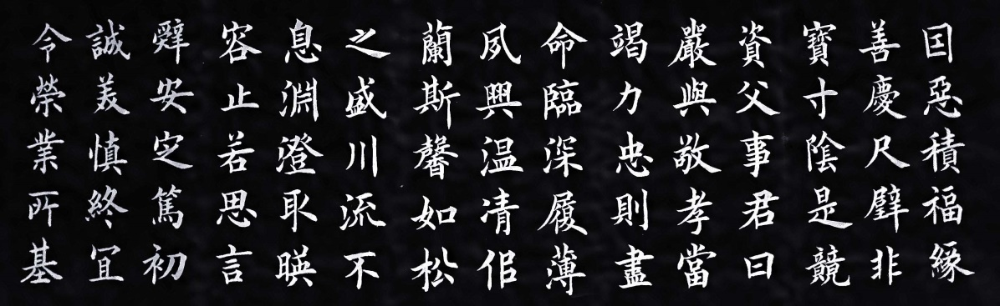 囙惡積福緣
善慶尺璧非
寶寸陰是競
資父事君曰
嚴與敬孝當
竭力忠則盡
命臨深履薄
夙興温凊佀
蘭斯馨如松
之盛川流不
息淵澄取暎
容止若思言
辤安定篤初
誠美慎終宜
令榮業所基